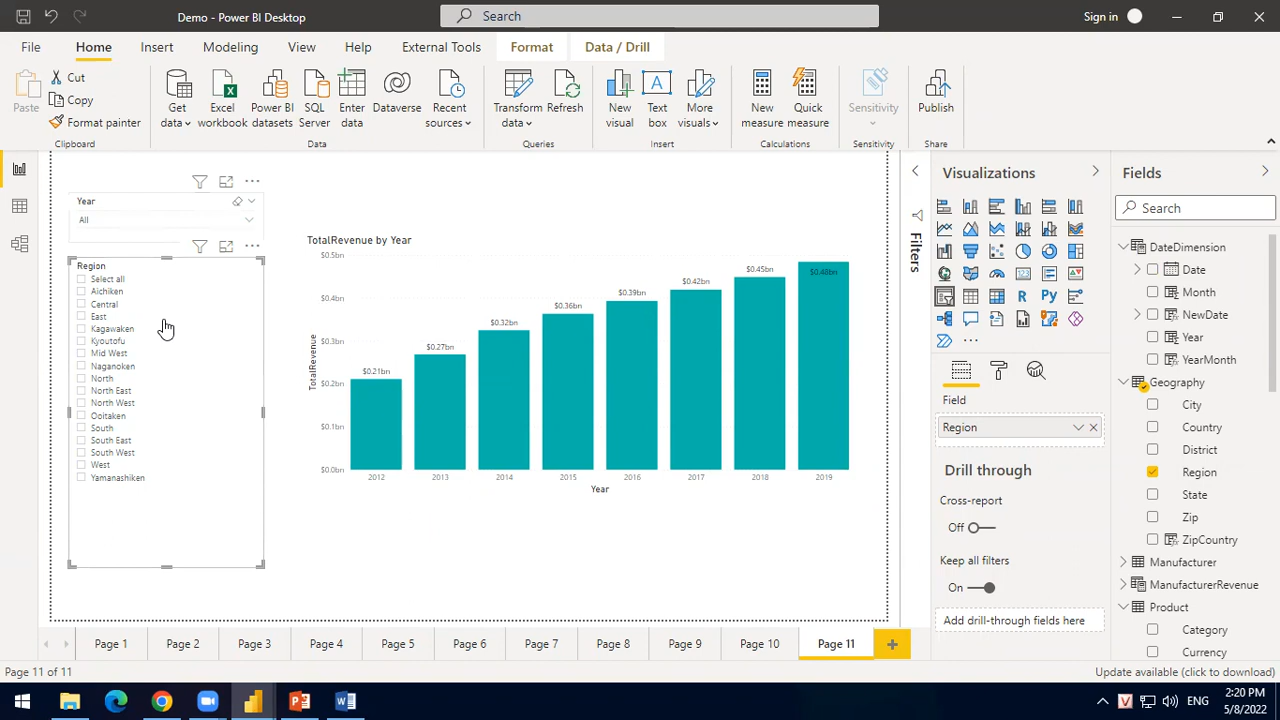 Demo - Power BI Desktop
Search
Sign in
File
Home
Insert
Modeling
View
Help
External Tools
Format
Data / Drill
Paste
Cut
Copy
Format painter
Clipboard
Get data
Excel workbook
Power BI datasets
SQL Server
Enter data
Dataverse
Recent sources
Data
Transform data
Refresh
Queries
New visual
Text box
More visuals
Insert
New measure
Quick measure
Calculations
Sensitivity
Sensitivity
Publish
Share
Year
All
Region
Select all
Aichiken
Central
East
Kagawaken
Kyoutofu
Mid West
Naganoken
North
North East
North West
Ooitaken
South
South East
South West
West
Yamanashiken
TotalRevenue by Year
TotalRevenue
$0.5bn
$0.4bn
$0.3bn
$0.2bn
$0.1bn
$0.0bn
$0.21bn
$0.27bn
$0.32bn
$0.36bn
$0.39bn
$0.42bn
$0.45bn
$0.48bn
2012 2013 2014 2015 2016 2017 2018 2019
Year
Filters
Visualizations
R
Py
123
Field
Region
Drill through
Cross-report
Off
Keep all filters
On
Add drill-through fields here
Fields
Search
DateDimension
Date
Month
NewDate
Year
YearMonth
Geography
City
Country
District
Region
State
Zip
ZipCountry
Manufacturer
ManufacturerRevenue
Product
Category
Currency
Page 1
Page
Page 3
Page 4
Page 5
Page 6
Page 7
Page 8
Page 9
Page 10
Page 11
Page 11 of 11
Update available (click to download)
ENG
2:20 PM
5/8/2022